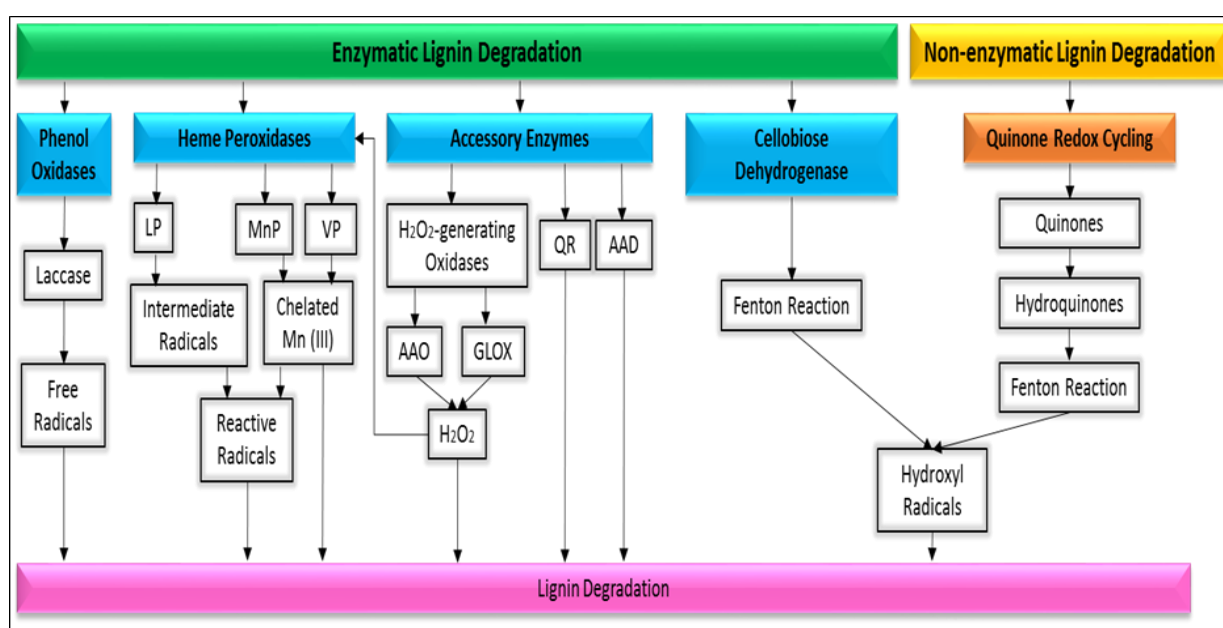 Enzymatic Lignin Degradation
Non-enzymatic Lignin Degradation
Phenol
Oxidases
Heme Peroxidases
Accessory Enzymes
Cellobiose
Dehydrogenase
Quinone Redox Cycling
LP
MnP
VP
H₂O₂-generating
Oxidases
QR
AAD
Quinones
Laccase
Intermediate
Radicals
Chelated
Mn (III)
Fenton Reaction
Hydroquinones
AAO
GLOX
Free
Radicals
Reactive
Radicals
H₂O₂
Fenton Reaction
Hydroxyl
Radicals
Lignin Degradation